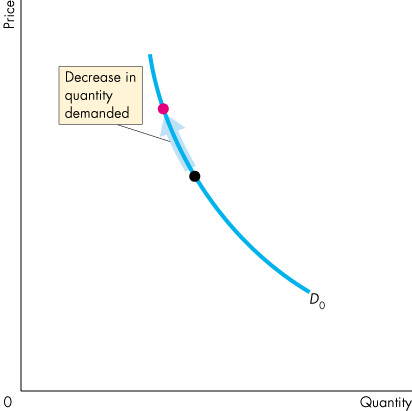 Price
Decrease in
quantity
demanded
D0
0
Quantity